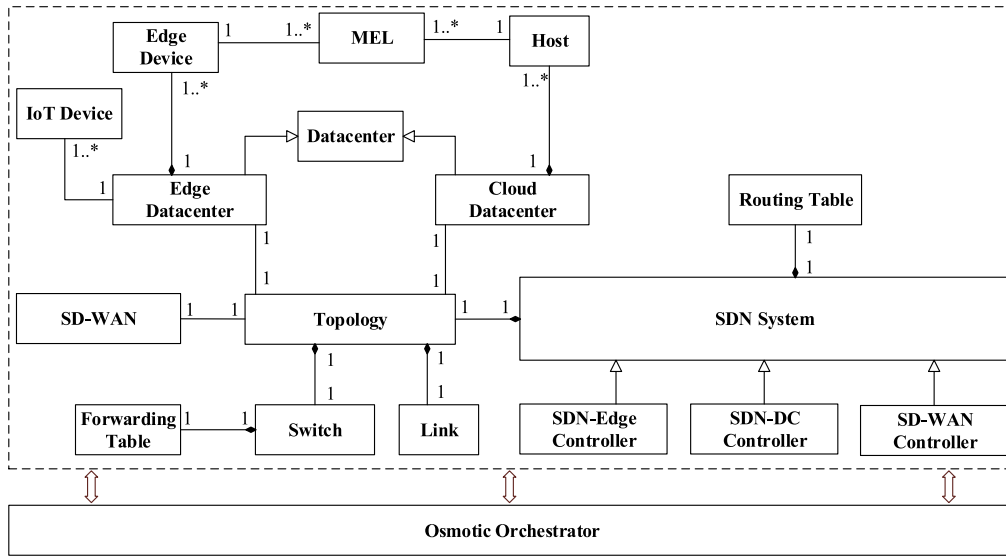 Edge
Device
1
1..*
MEL
1..*
1
Host
1..*
1..*
IoT Device
1..*
Datacenter
1
1
1
Edge
Datacenter
Cloud
Datacenter
Routing Table
1
1
1
1
1
1
SD-WAN
1
1
Topology
1
1
SDN System
1
1
1
1
Forwarding
Table
1
1
Switch
Link
SDN-Edge
Controller
SDN-DC
Controller
SD-WAN
Controller
Osmotic Orchestrator